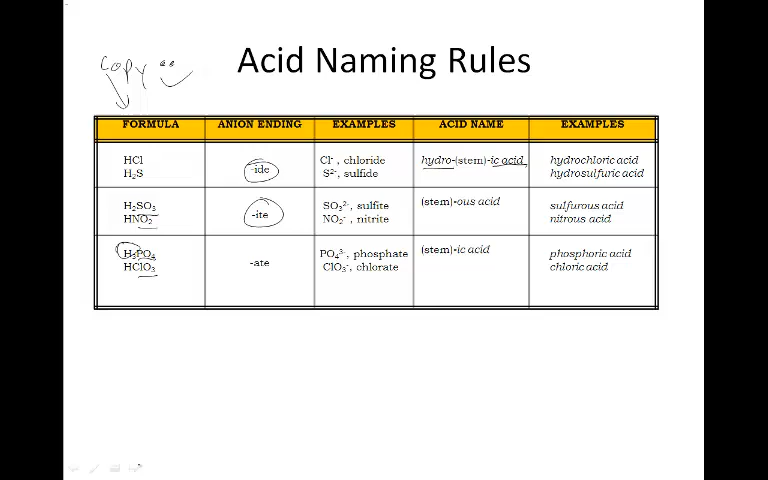 Acid Naming Rules
copy
FORMULA ANION ENDING EXAMPLES ACID NAME EXAMPLES
HCl -ide Cl⁻, chloride hydro-(stem)-ic acid hydrochloric acid
H₂S S²⁻, sulfide hydrosulfuric acid
H₂SO₃ -ite SO₃²⁻, sulfite (stem)-ous acid sulfurous acid
HNO₂ NO₂⁻, nitrite nitrous acid
H₃PO₄ -ate PO₄³⁻, phosphate (stem)-ic acid phosphoric acid
HClO₃ ClO₃⁻, chlorate chloric acid